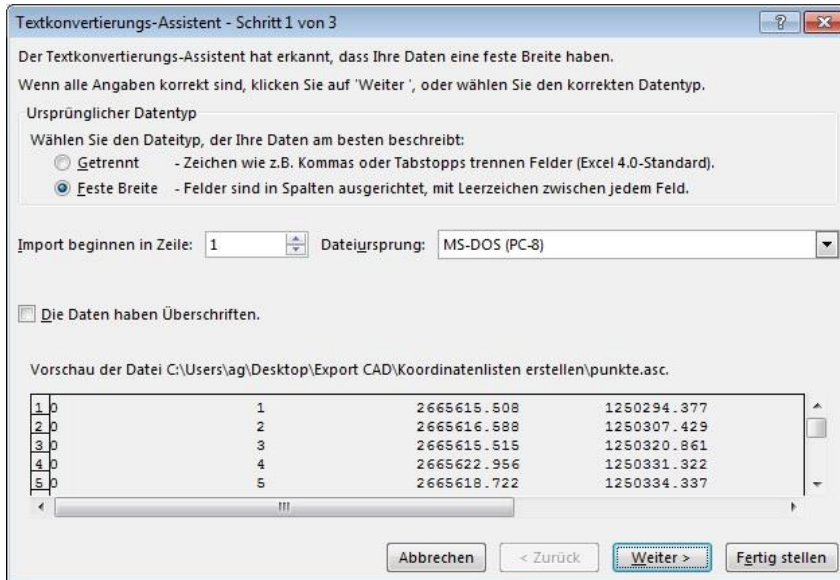 Textkonvertierungs-Assistent - Schritt 1 von 3
Der Textkonvertierungs-Assistent hat erkannt, dass Ihre Daten eine feste Breite haben.
Wenn alle Angaben korrekt sind, klicken Sie auf 'Weiter ', oder wählen Sie den korrekten Datentyp.
Ursprünglicher Datentyp
Wählen Sie den Dateityp, der Ihre Daten am besten beschreibt:
Getrennt - Zeichen wie z.B. Kommas oder Tabstopps trennen Felder (Excel 4.0-Standard).
Feste Breite - Felder sind in Spalten ausgerichtet, mit Leerzeichen zwischen jedem Feld.
Import beginnen in Zeile: 1 Dateiursprung: MS-DOS (PC-8)
Die Daten haben Überschriften.
Vorschau der Datei C:\Users\ag\Desktop\Export CAD\Koordinatenlisten erstellen\punkte.asc.
1 0 1 2665615.508 1250294.377
2 0 2 2665616.588 1250307.429
3 0 3 2665615.515 1250320.861
4 0 4 2665622.956 1250331.322
5 0 5 2665618.722 1250334.337
Abbrechen < Zurück Weiter > Fertig stellen